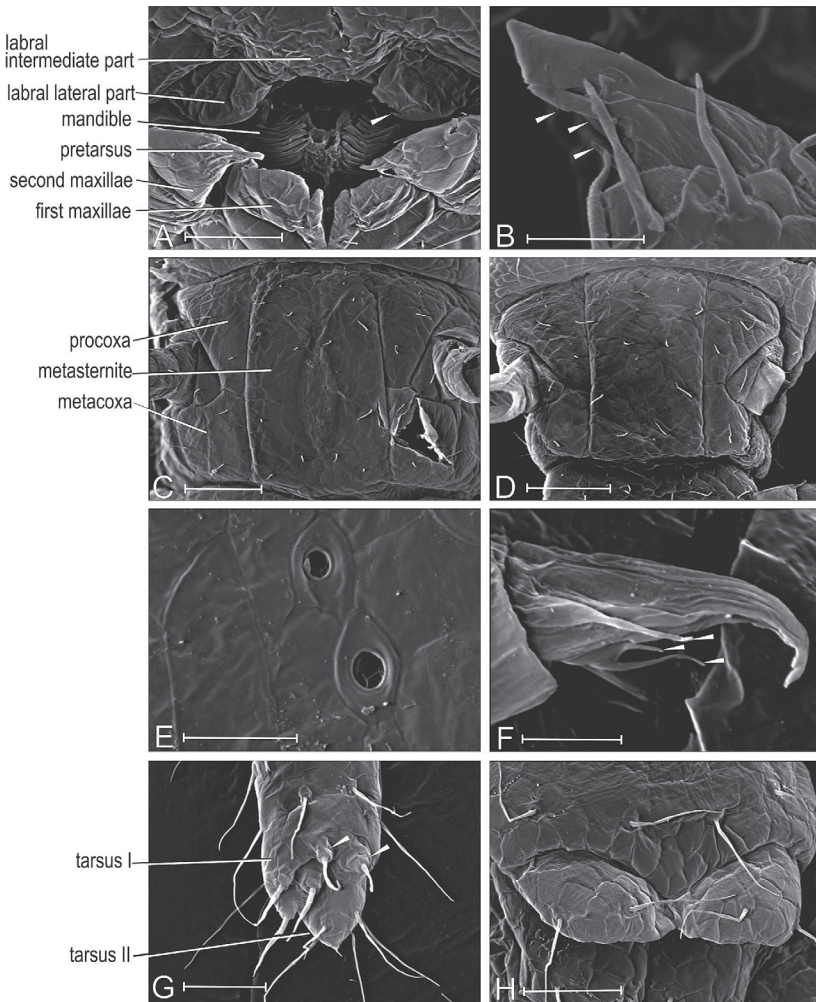 labral
intermediate part
labral lateral part
mandible
pretarsus
second maxillae
first maxillae
A
B
procoxa
metasternite
metacoxa
C
D
E
F
tarsus I
tarsus II
G
H